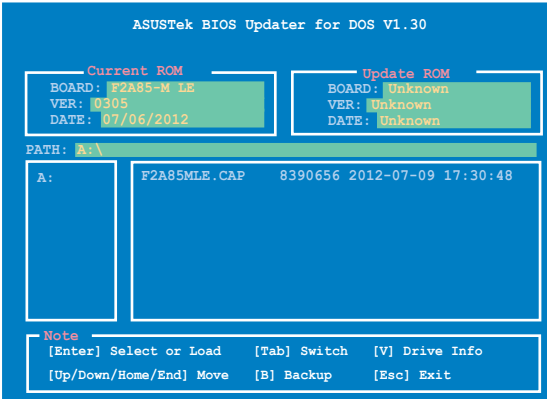 ASUSTek BIOS Updater for DOS V1.30
Current ROM
BOARD: F2A85-M LE
VER: 0305
DATE: 07/06/2012
Update ROM
BOARD: Unknown
VER: Unknown
DATE: Unknown
PATH: A:\
A:
F2A85MLE.CAP 8390656 2012-07-09 17:30:48
Note
[Enter] Select or Load [Tab] Switch [V] Drive Info
[Up/Down/Home/End] Move [B] Backup [Esc] Exit